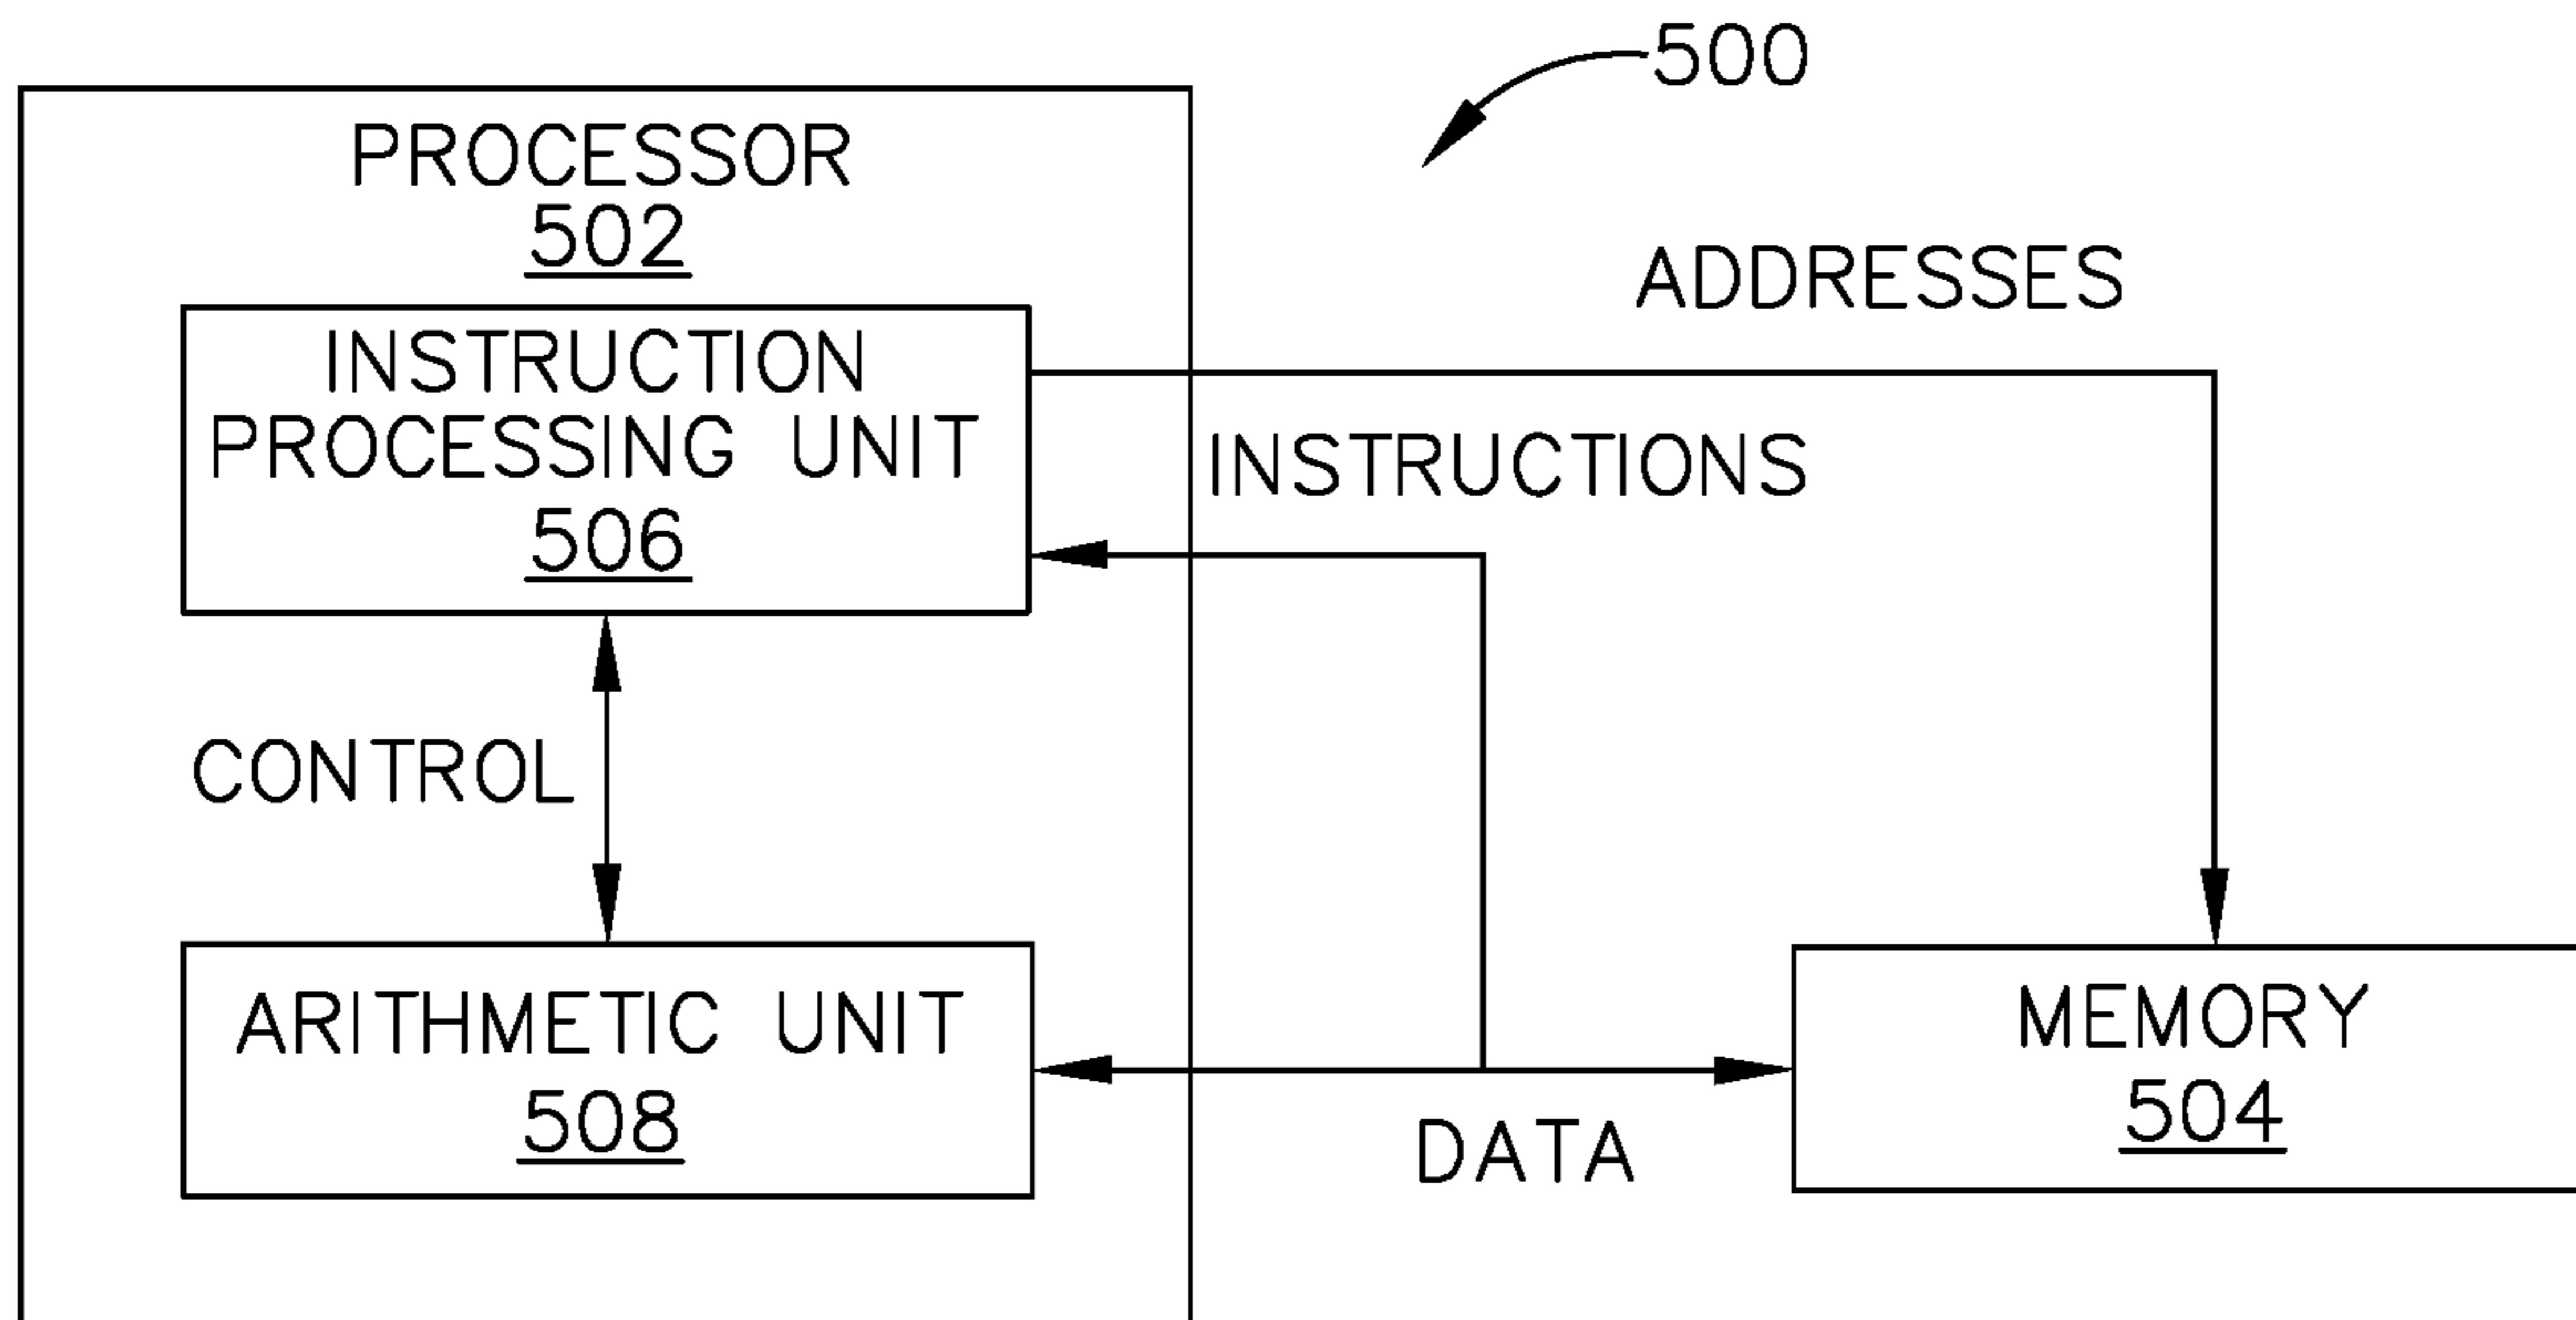 500
PROCESSOR
502
ADDRESSES
INSTRUCTION
PROCESSING UNIT
506
INSTRUCTIONS
CONTROL
ARITHMETIC UNIT
508
DATA
MEMORY
504